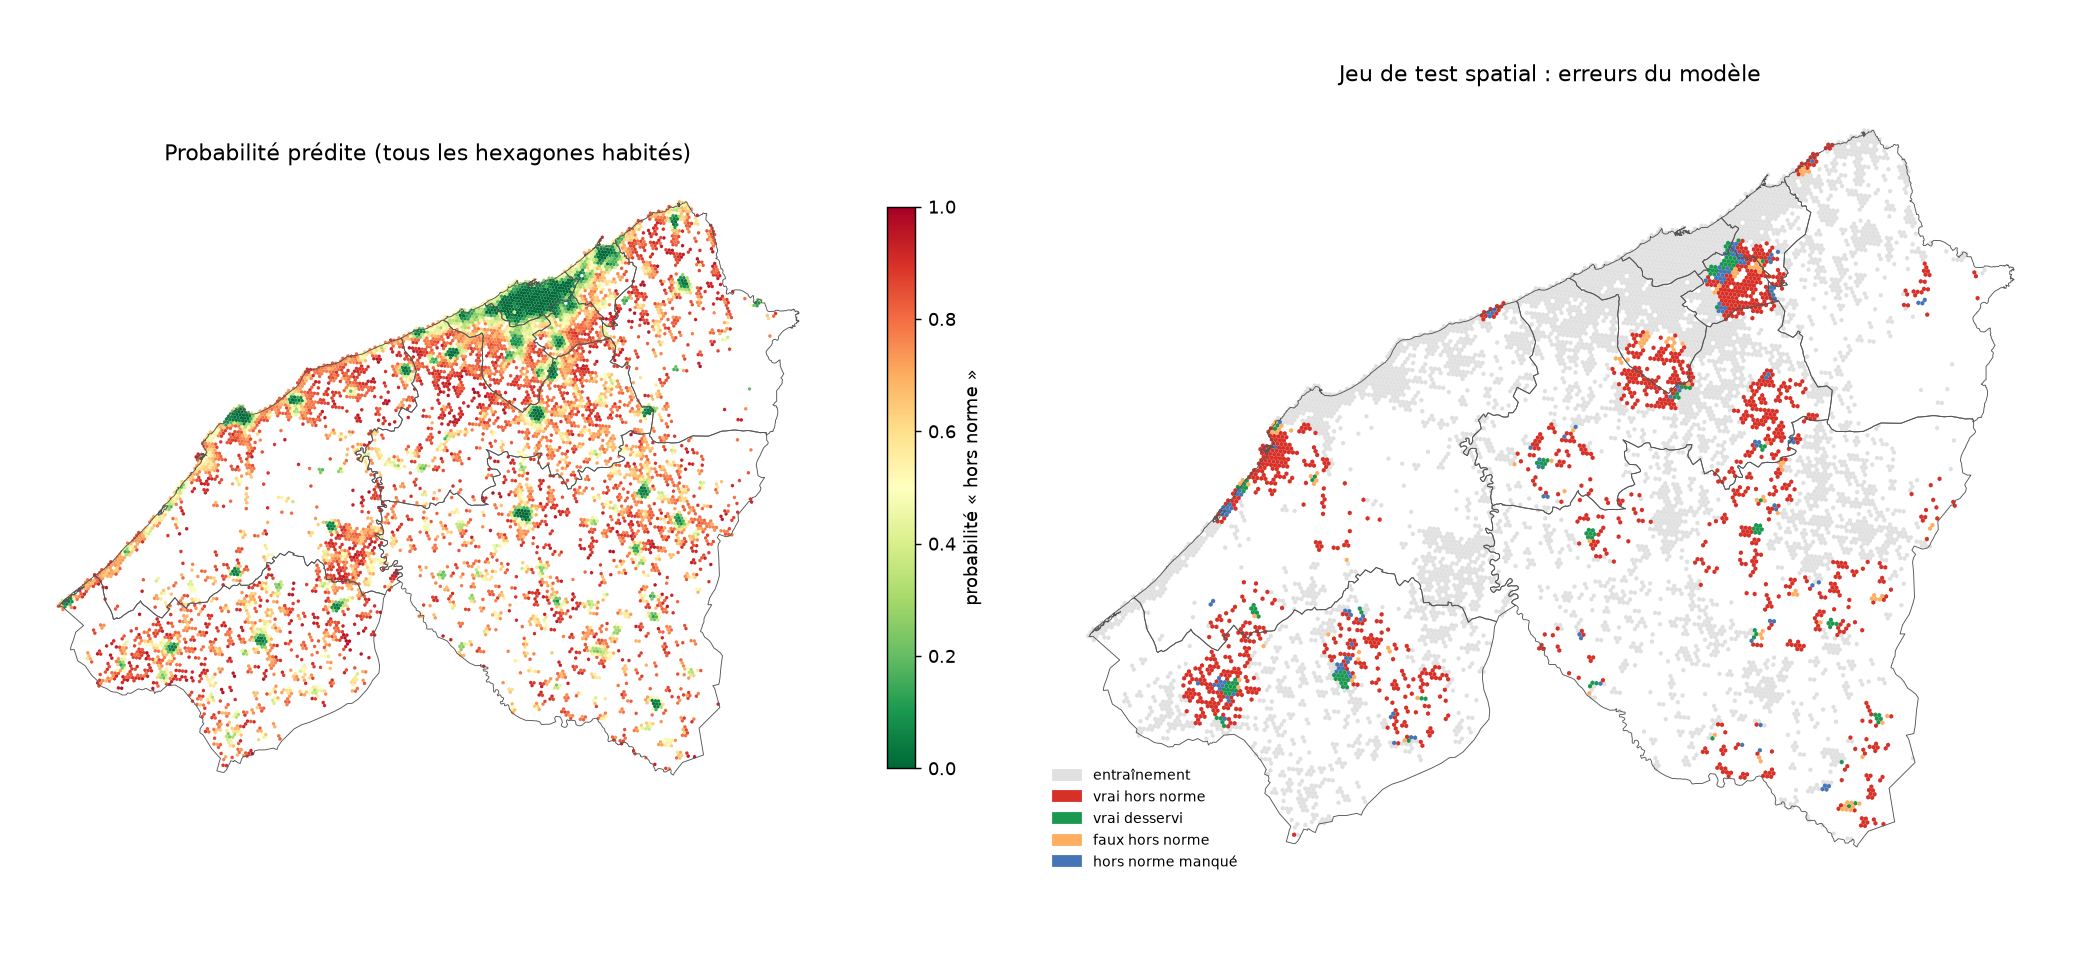 Jeu de test spatial : erreurs du modèle
Probabilité prédite (tous les hexagones habités)
1.0
0.8
0.6
0.4
0.2
0.0
probabilité « hors norme »
entraînement
vrai hors norme
vrai desservi
faux hors norme
hors norme manqué